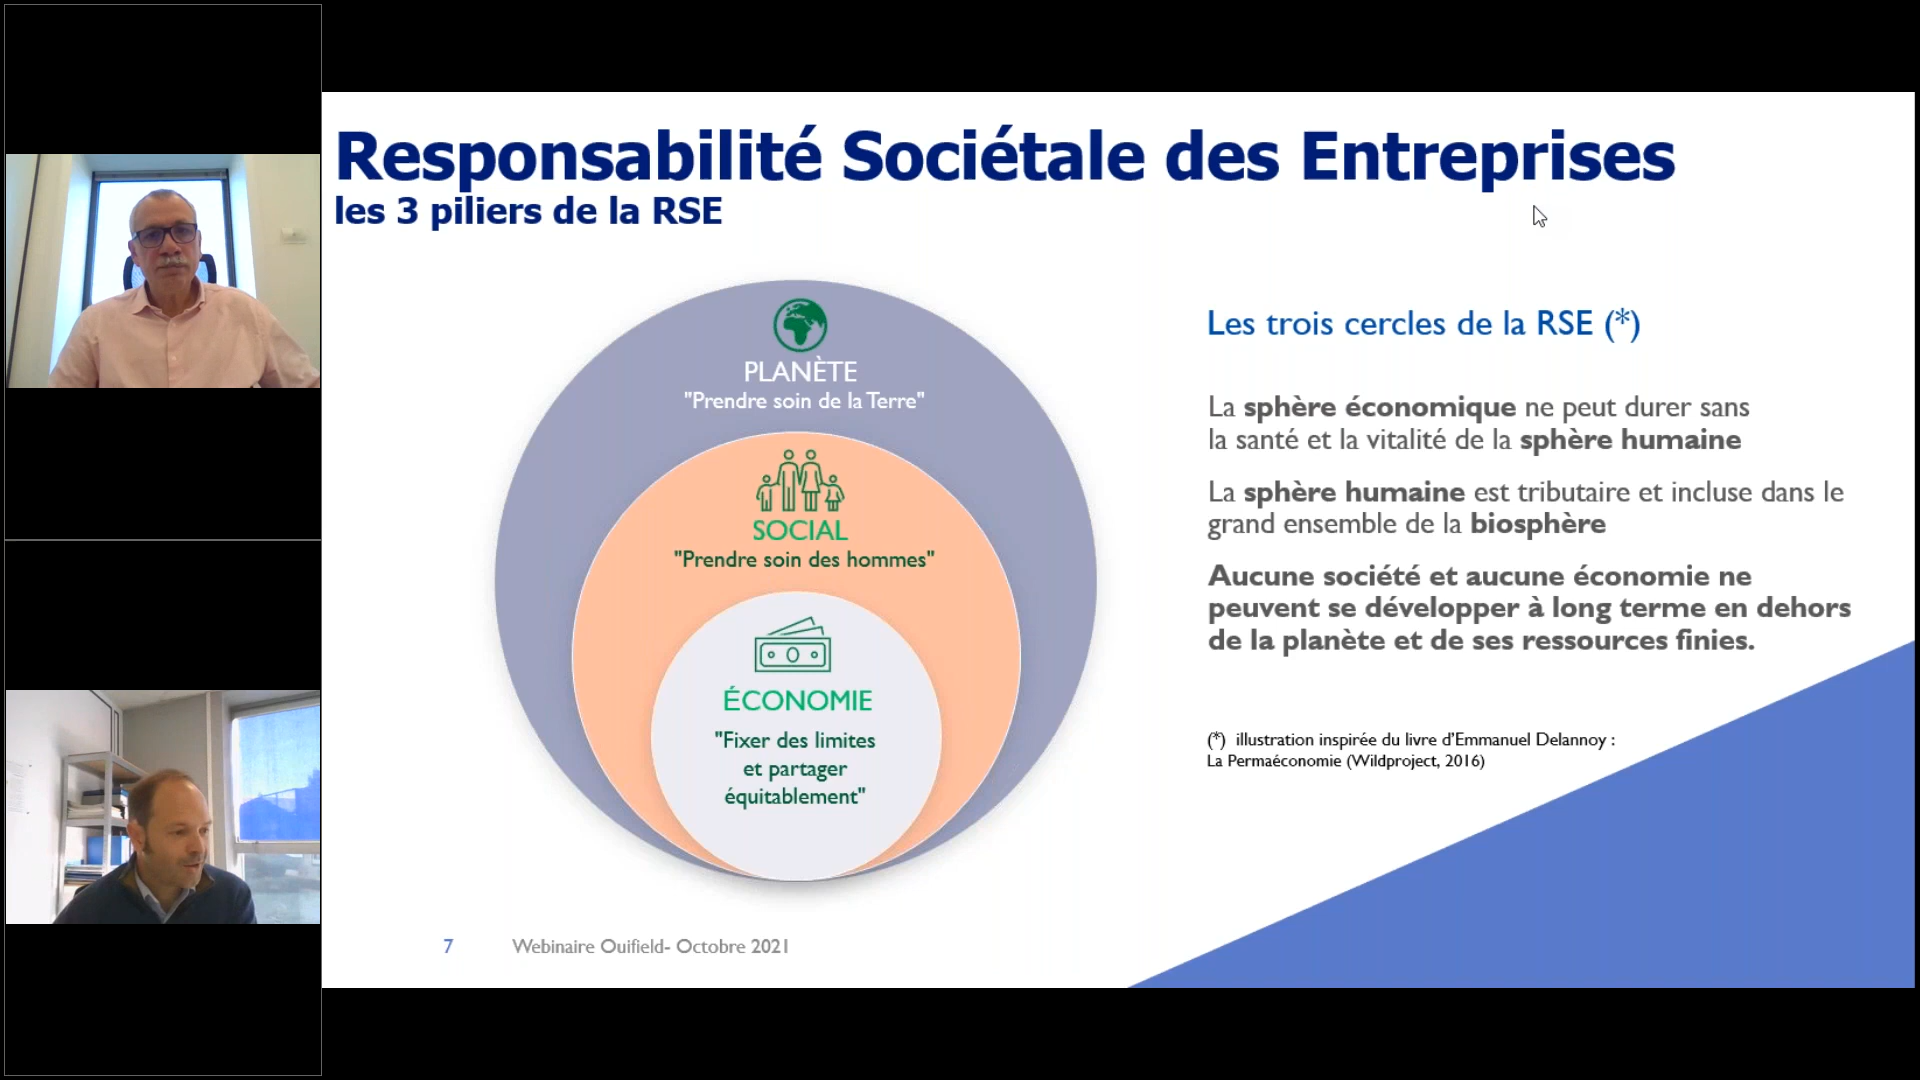 Responsabilité Sociétale des Entreprises
les 3 piliers de la RSE
PLANÈTE
"Prendre soin de la Terre"
SOCIAL
"Prendre soin des hommes"
ÉCONOMIE
"Fixer des limites
et partager
équitablement"
Les trois cercles de la RSE (*)
La sphère économique ne peut durer sans
la santé et la vitalité de la sphère humaine
La sphère humaine est tributaire et incluse dans le
grand ensemble de la biosphère
Aucune société et aucune économie ne
peuvent se développer à long terme en dehors
de la planète et de ses ressources finies.
(*) illustration inspirée du livre d'Emmanuel Delannoy :
La Permaéconomie (Wildproject, 2016)
7 Webinaire Ouifield- Octobre 2021